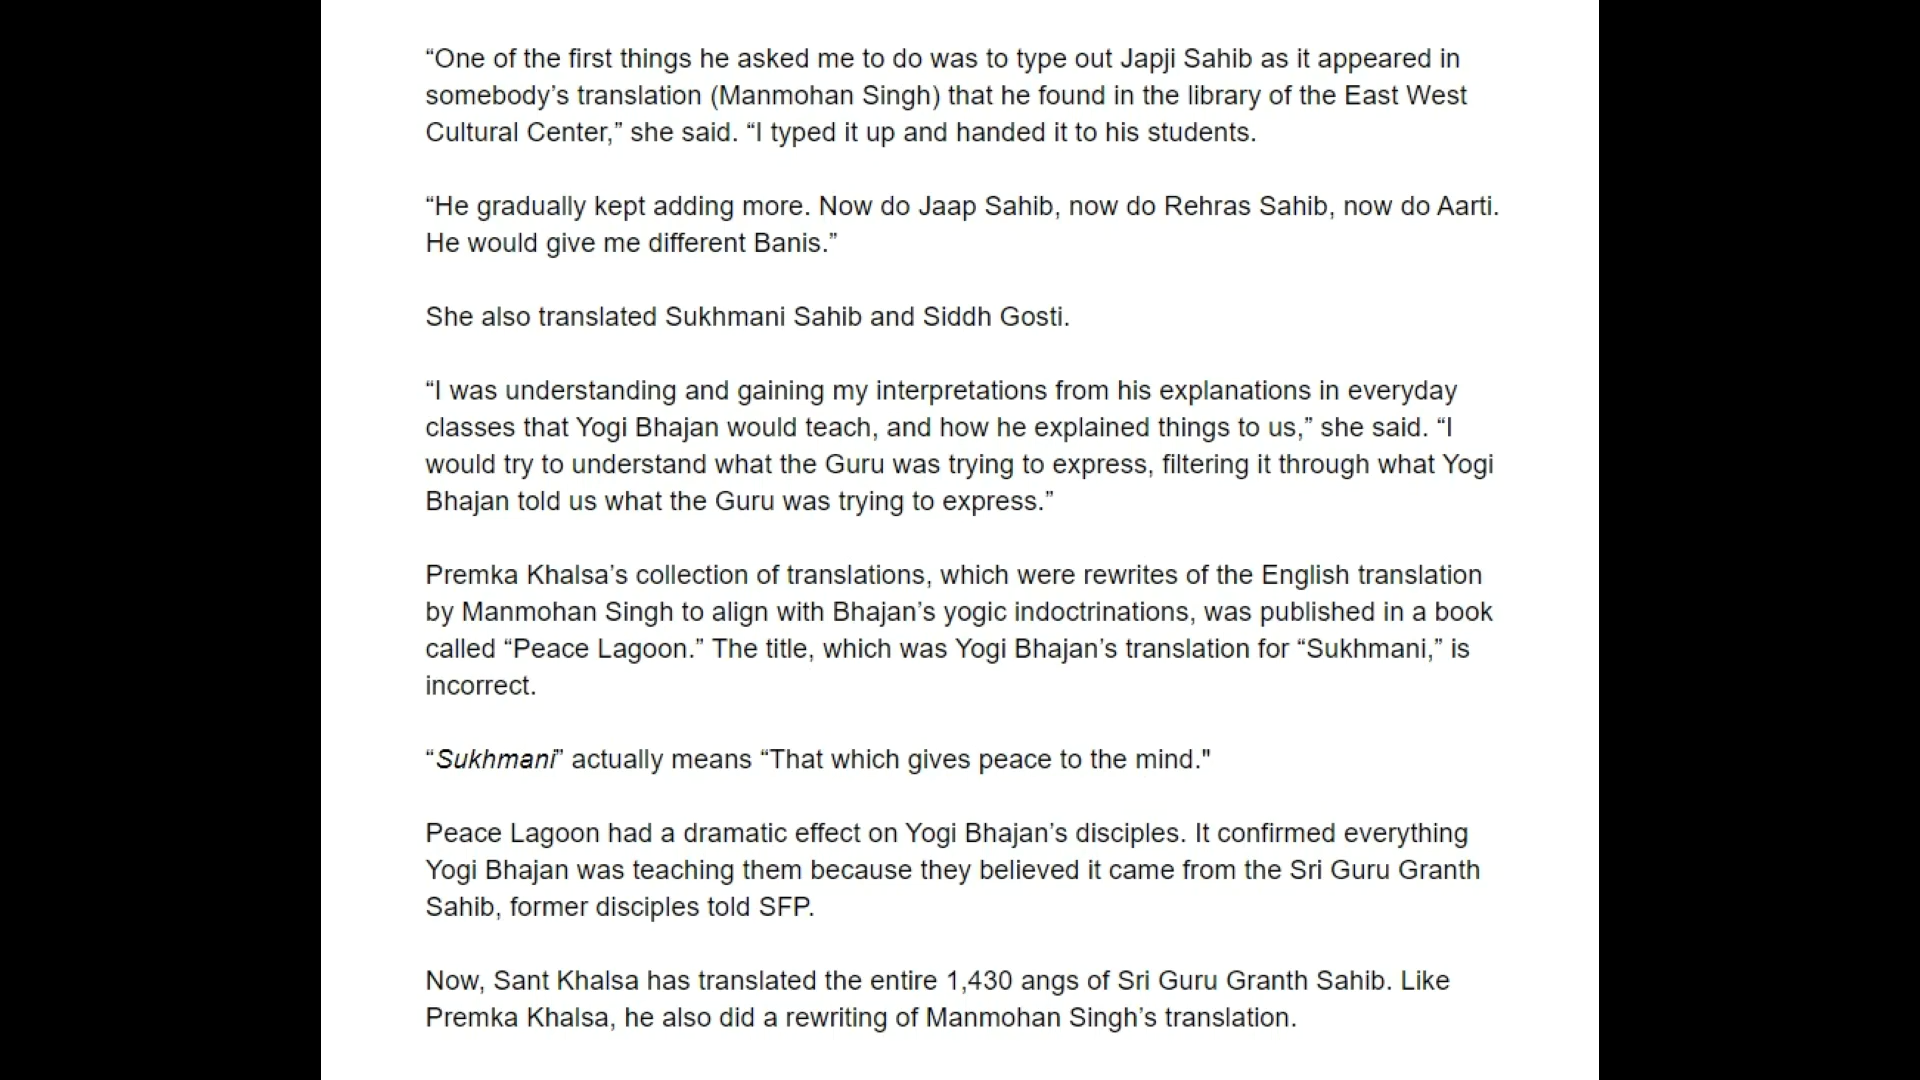 “One of the first things he asked me to do was to type out Japji Sahib as it appeared in
somebody’s translation (Manmohan Singh) that he found in the library of the East West
Cultural Center,” she said. “I typed it up and handed it to his students.
“He gradually kept adding more. Now do Jaap Sahib, now do Rehras Sahib, now do Aarti.
He would give me different Banis.”
She also translated Sukhmani Sahib and Siddh Gosti.
“I was understanding and gaining my interpretations from his explanations in everyday
classes that Yogi Bhajan would teach, and how he explained things to us,” she said. “I
would try to understand what the Guru was trying to express, filtering it through what Yogi
Bhajan told us what the Guru was trying to express.”
Premka Khalsa’s collection of translations, which were rewrites of the English translation
by Manmohan Singh to align with Bhajan’s yogic indoctrinations, was published in a book
called “Peace Lagoon.” The title, which was Yogi Bhajan’s translation for “Sukhmani,” is
incorrect.
“Sukhmani” actually means “That which gives peace to the mind."
Peace Lagoon had a dramatic effect on Yogi Bhajan’s disciples. It confirmed everything
Yogi Bhajan was teaching them because they believed it came from the Sri Guru Granth
Sahib, former disciples told SFP.
Now, Sant Khalsa has translated the entire 1,430 angs of Sri Guru Granth Sahib. Like
Premka Khalsa, he also did a rewriting of Manmohan Singh’s translation.